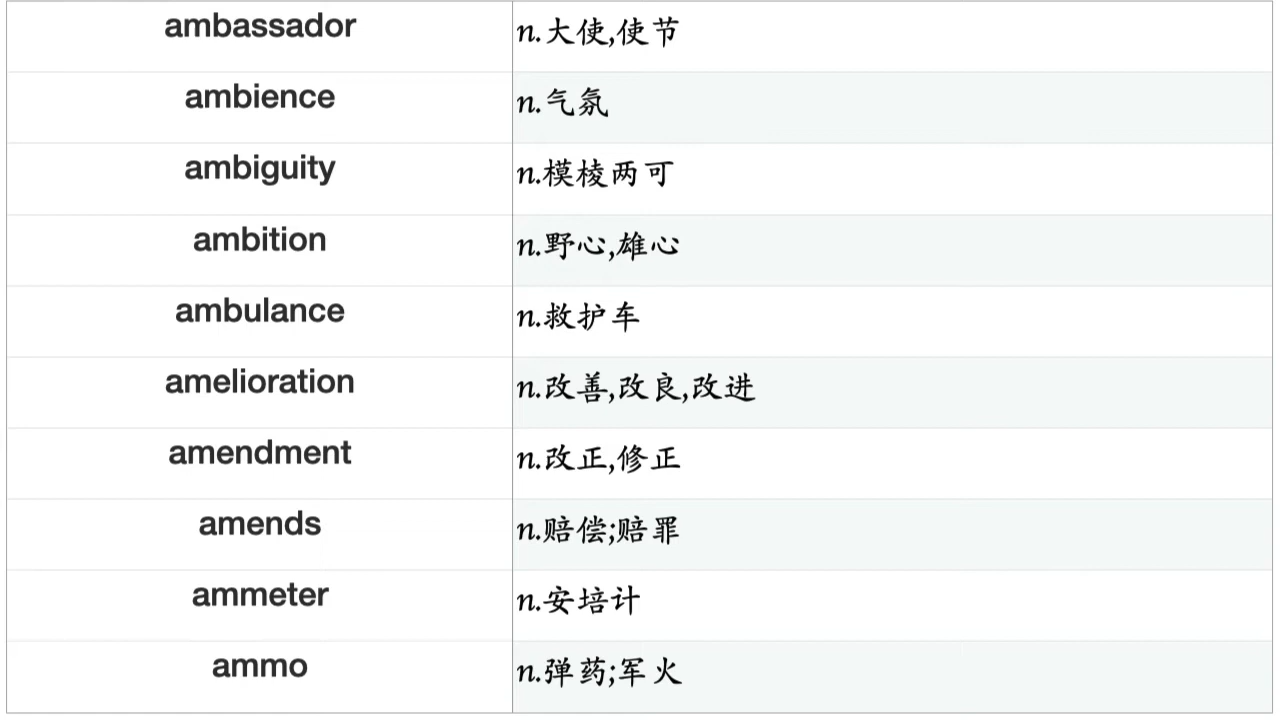 ambassador n.大使,使节
ambience n.气氛
ambiguity n.模棱两可
ambition n.野心,雄心
ambulance n.救护车
amelioration n.改善,改良,改进
amendment n.改正,修正
amends n.赔偿;赔罪
ammeter n.安培计
ammo n.弹药;军火